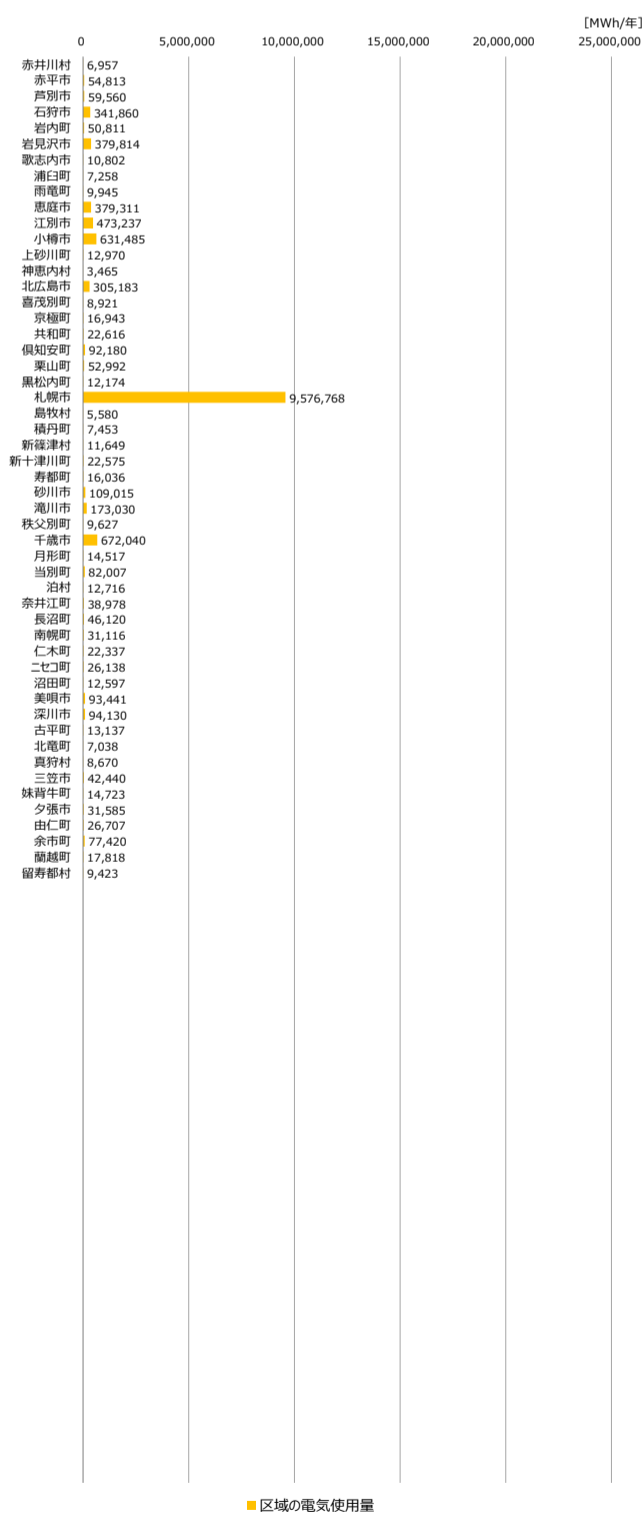 [MWh/年]
0 5,000,000 10,000,000 15,000,000 20,000,000 25,000,000
赤井川村 6,957
赤平市 54,813
芦別市 59,560
石狩市 341,860
岩内町 50,811
岩見沢市 379,814
歌志内市 10,802
浦臼町 7,258
雨竜町 9,945
恵庭市 379,311
江別市 473,237
小樽市 631,485
上砂川町 12,970
神恵内村 3,465
北広島市 305,183
喜茂別町 8,921
京極町 16,943
共和町 22,616
倶知安町 92,180
栗山町 52,992
黒松内町 12,174
札幌市 9,576,768
島牧村 5,580
積丹町 7,453
新篠津村 11,649
新十津川町 22,575
寿都町 16,036
砂川市 109,015
滝川市 173,030
秩父別町 9,627
千歳市 672,040
月形町 14,517
当別町 82,007
泊村 12,716
奈井江町 38,978
長沼町 46,120
南幌町 31,116
仁木町 22,337
ニセコ町 26,138
沼田町 12,597
美唄市 93,441
深川市 94,130
古平町 13,137
北竜町 7,038
真狩村 8,670
三笠市 42,440
妹背牛町 14,723
夕張市 31,585
由仁町 26,707
余市町 77,420
蘭越町 17,818
留寿都村 9,423
区域の電気使用量